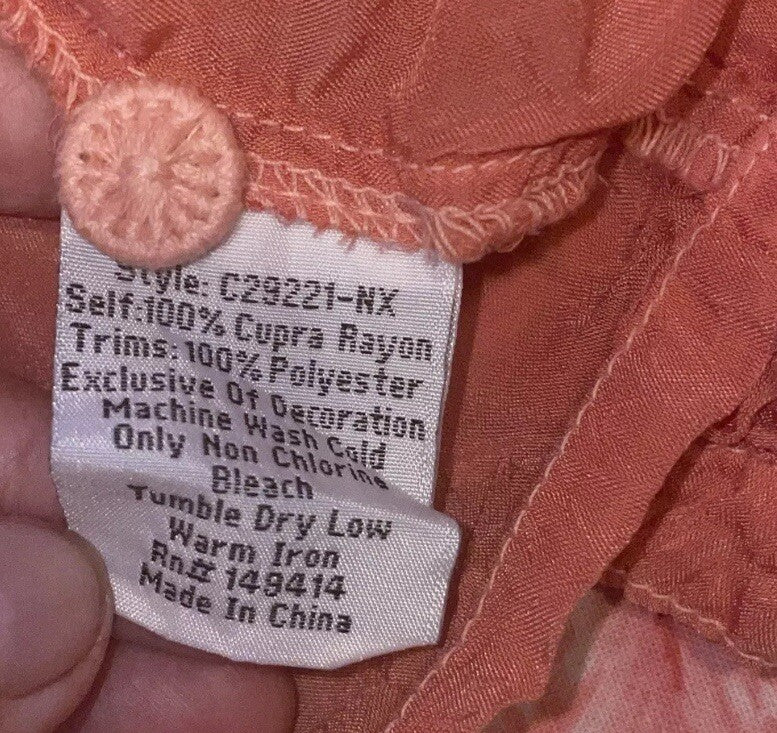 Style: C29221-NX
Self:100% Cupra Rayon
Trims:100% Polyester
Exclusive Of Decoration
Machine Wash Cold
Only Non Chlorine
Bleach
Tumble Dry Low
Warm Iron
Rn# 149414
Made In China